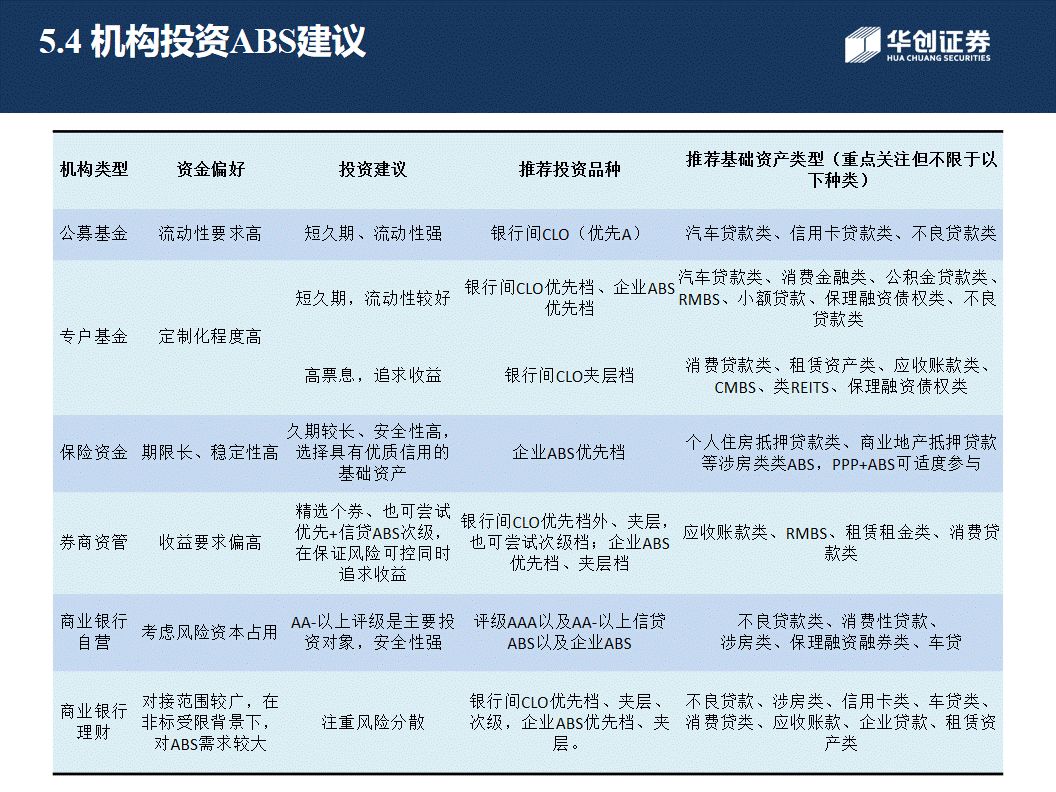 5.4 机构投资ABS建议
华创证券
HUA CHUANG SECURITIES
机构类型
资金偏好
投资建议
推荐投资品种
推荐基础资产类型（重点关注但不限于以
下种类）
公募基金
流动性要求高
短久期、流动性强
银行间CLO（优先A）
汽车贷款类、信用卡贷款类、不良贷款类
专户基金
定制化程度高
短久期，流动性较好
银行间CLO优先档、企业ABS
优先档
汽车贷款类、消费金融类、公积金贷款类、
RMBS、小额贷款、保理融资债权类、不良
贷款类
高票息，追求收益
银行间CLO夹层档
消费贷款类、租赁资产类、应收账款类、
CMBS、类REITS、保理融资债权类
保险资金
期限长、稳定性高
久期较长、安全性高，
选择具有优质信用的
基础资产
企业ABS优先档
个人住房抵押贷款类、商业地产抵押贷款
等涉房类类ABS，PPP+ABS可适度参与
券商资管
收益要求偏高
精选个券、也可尝试
优先+信贷ABS次级，
在保证风险可控同时
追求收益
银行间CLO优先档外、夹层，
也可尝试次级档；企业ABS
优先档、夹层档
应收账款类、RMBS、租赁租金类、消费贷
款类
商业银行
自营
考虑风险资本占用
AA-以上评级是主要投
资对象，安全性强
评级AAA以及AA-以上信贷
ABS以及企业ABS
不良贷款类、消费性贷款、
涉房类、保理融资融券类、车贷
商业银行
理财
对接范围较广，在
非标受限背景下，
对ABS需求较大
注重风险分散
银行间CLO优先档、夹层、
次级，企业ABS优先档、夹
层。
不良贷款、涉房类、信用卡类、车贷类、
消费贷类、应收账款、企业贷款、租赁资
产类